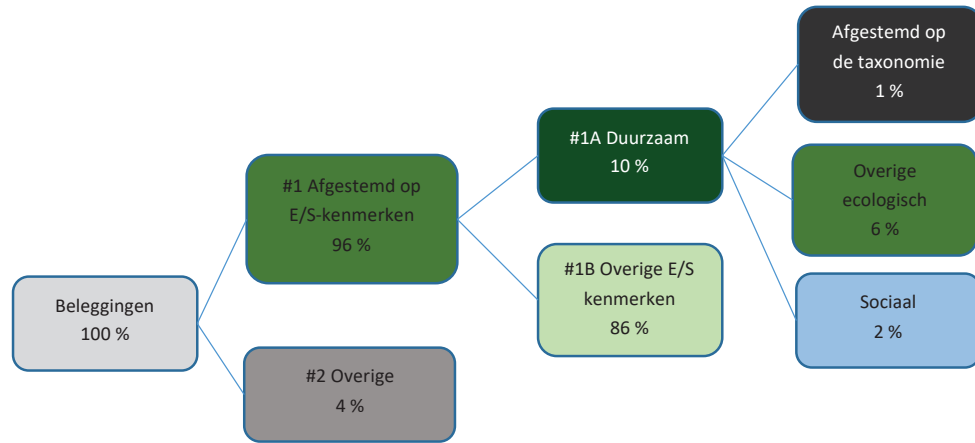 Beleggingen
100 %
#1 Afgestemd op
E/S-kenmerken
96 %
#2 Overige
4 %
#1A Duurzaam
10 %
#1B Overige E/S
kenmerken
86 %
Afgestemd op
de taxonomie
1 %
Overige
ecologisch
6 %
Sociaal
2 %